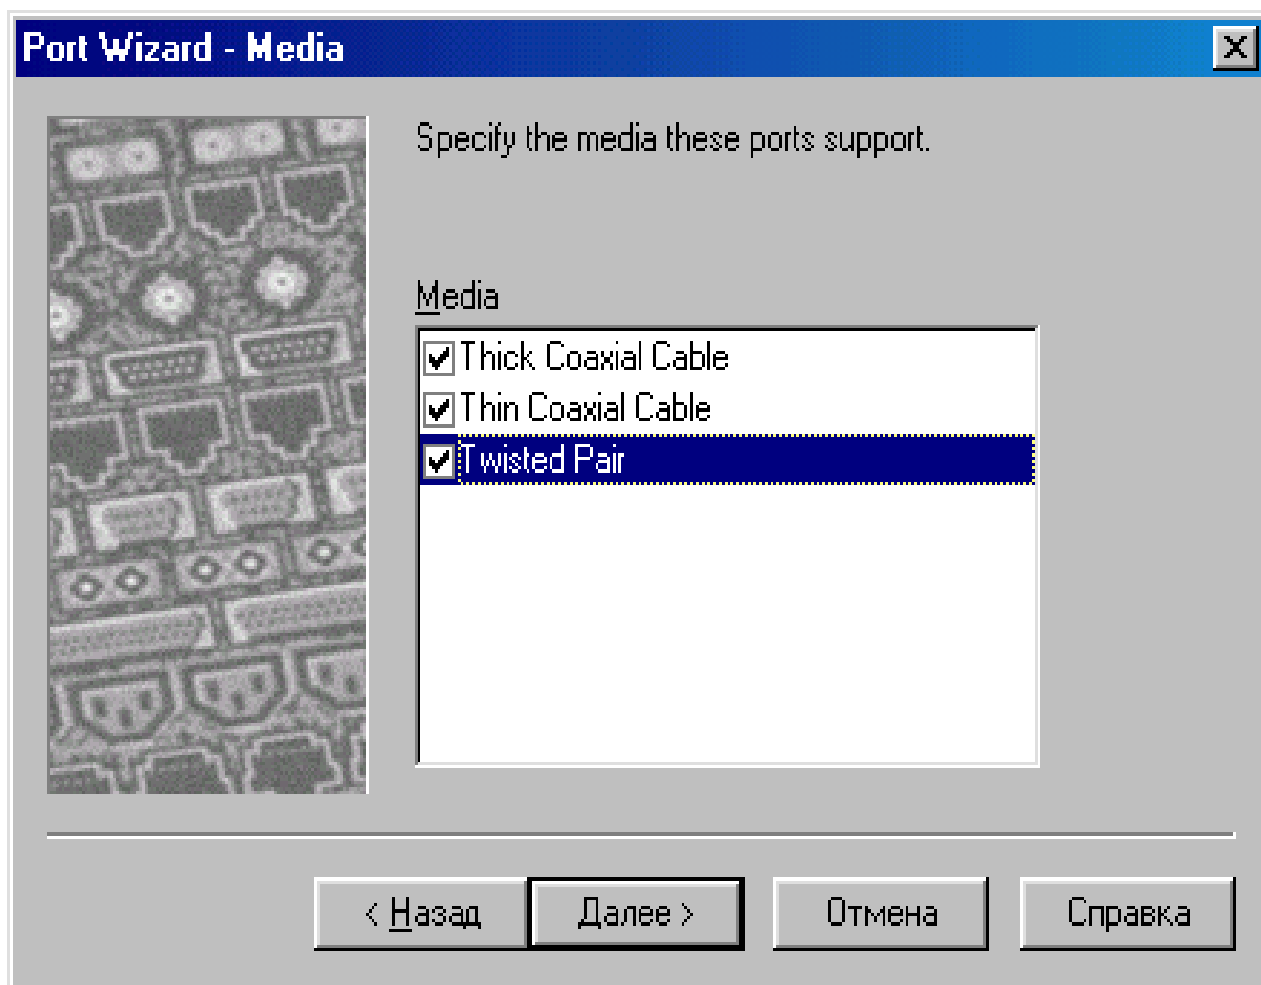 Port Wizard - Media
Specify the media these ports support.
Media
Thick Coaxial Cable
Thin Coaxial Cable
Twisted Pair
< Назад
Далее >
Отмена
Справка